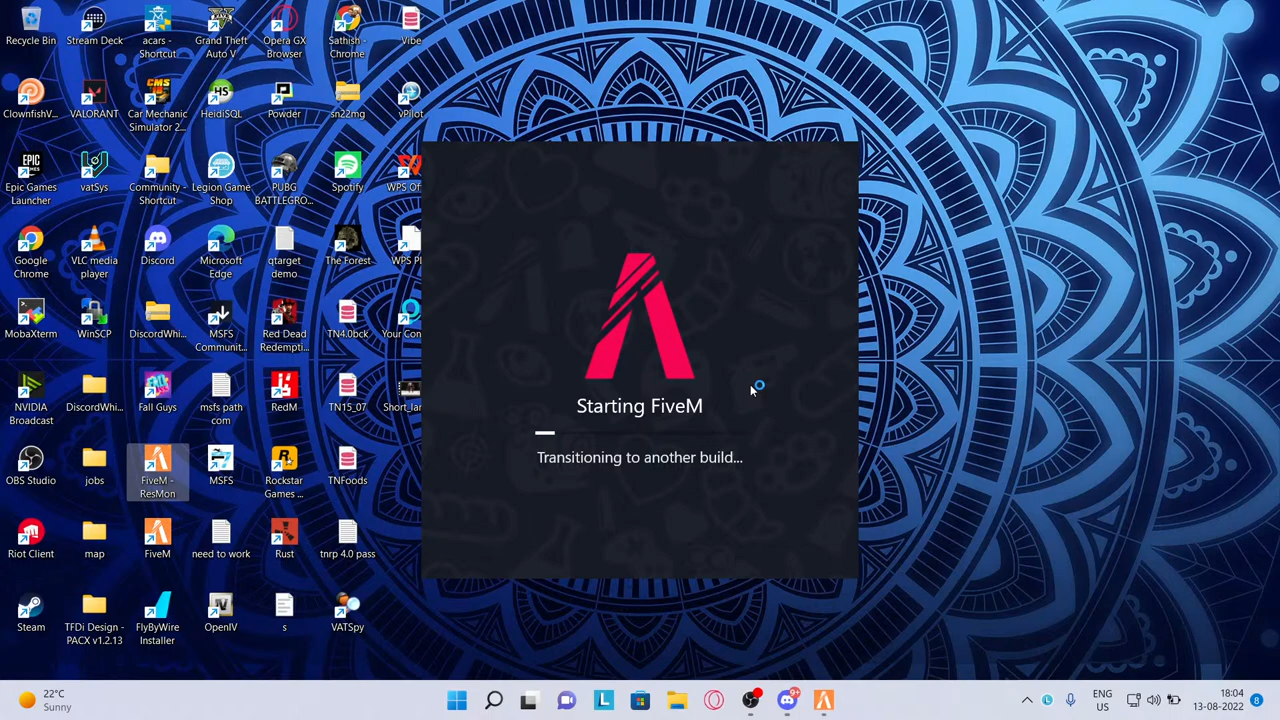 Recycle Bin
Stream Deck
acars -
Shortcut
Grand Theft
Auto V
Opera GX
Browser
Sathish -
Chrome
Vibe
ClownfishV...
VALORANT
Car Mechanic
Simulator 2...
HeidiSQL
Powder
sn22mg
vPilot
Epic Games
Launcher
vatSys
Community -
Shortcut
Legion Game
Shop
PUBG
BATTLEGRO...
Spotify
WPS Of
Google
Chrome
VLC media
player
Discord
Microsoft
Edge
qtarget
demo
The Forest
WPS P
MobaXterm
WinSCP
DiscordWhi...
MSFS
Communit...
Red Dead
Redempti...
TN4.0bck
Your Con
NVIDIA
Broadcast
DiscordWhi...
Fall Guys
msfs path
com
RedM
TN15_07
Short_lar
OBS Studio
jobs
FiveM -
ResMon
MSFS
Rockstar
Games ...
TNFoods
Riot Client
map
FiveM
need to work
Rust
tnrp 4.0 pass
Steam
TFDi Design -
PACX v1.2.13
FlyByWire
Installer
OpenIV
s
VATSpy
Starting FiveM
Transitioning to another build...
22°C
Sunny
9+
ENG
US
18:04
13-08-2022
8